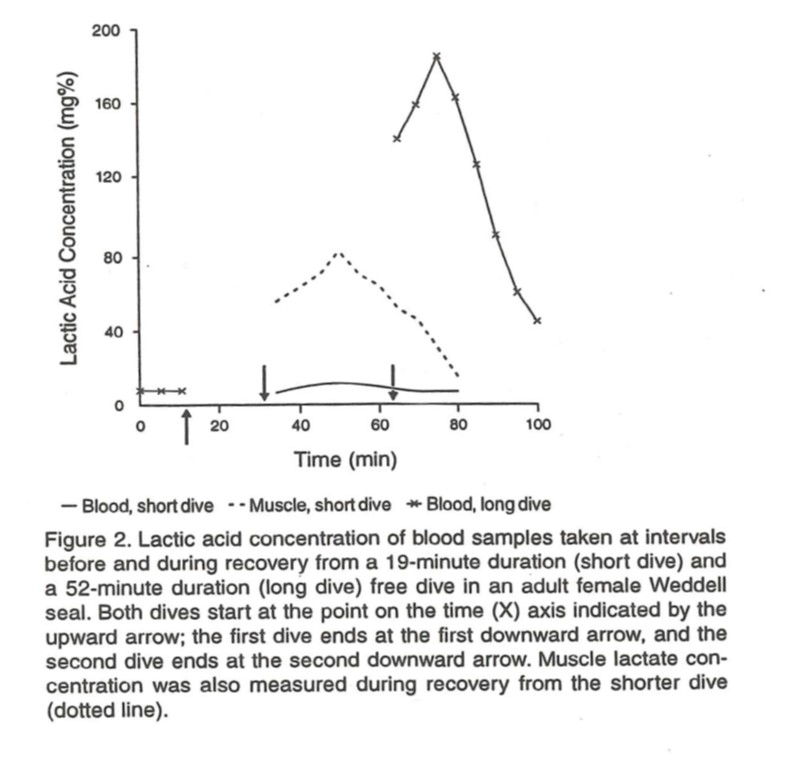 200
160
120
80
40
0
Lactic Acid Concentration (mg%)
0 20 40 60 80 100
Time (min)
Blood, short dive Muscle, short dive Blood, long dive
Figure 2. Lactic acid concentration of blood samples taken at intervals
before and during recovery from a 19-minute duration (short dive) and
a 52-minute duration (long dive) free dive in an adult female Weddell
seal. Both dives start at the point on the time (X) axis indicated by the
upward arrow; the first dive ends at the first downward arrow, and the
second dive ends at the second downward arrow. Muscle lactate con-
centration was also measured during recovery from the shorter dive
(dotted line).